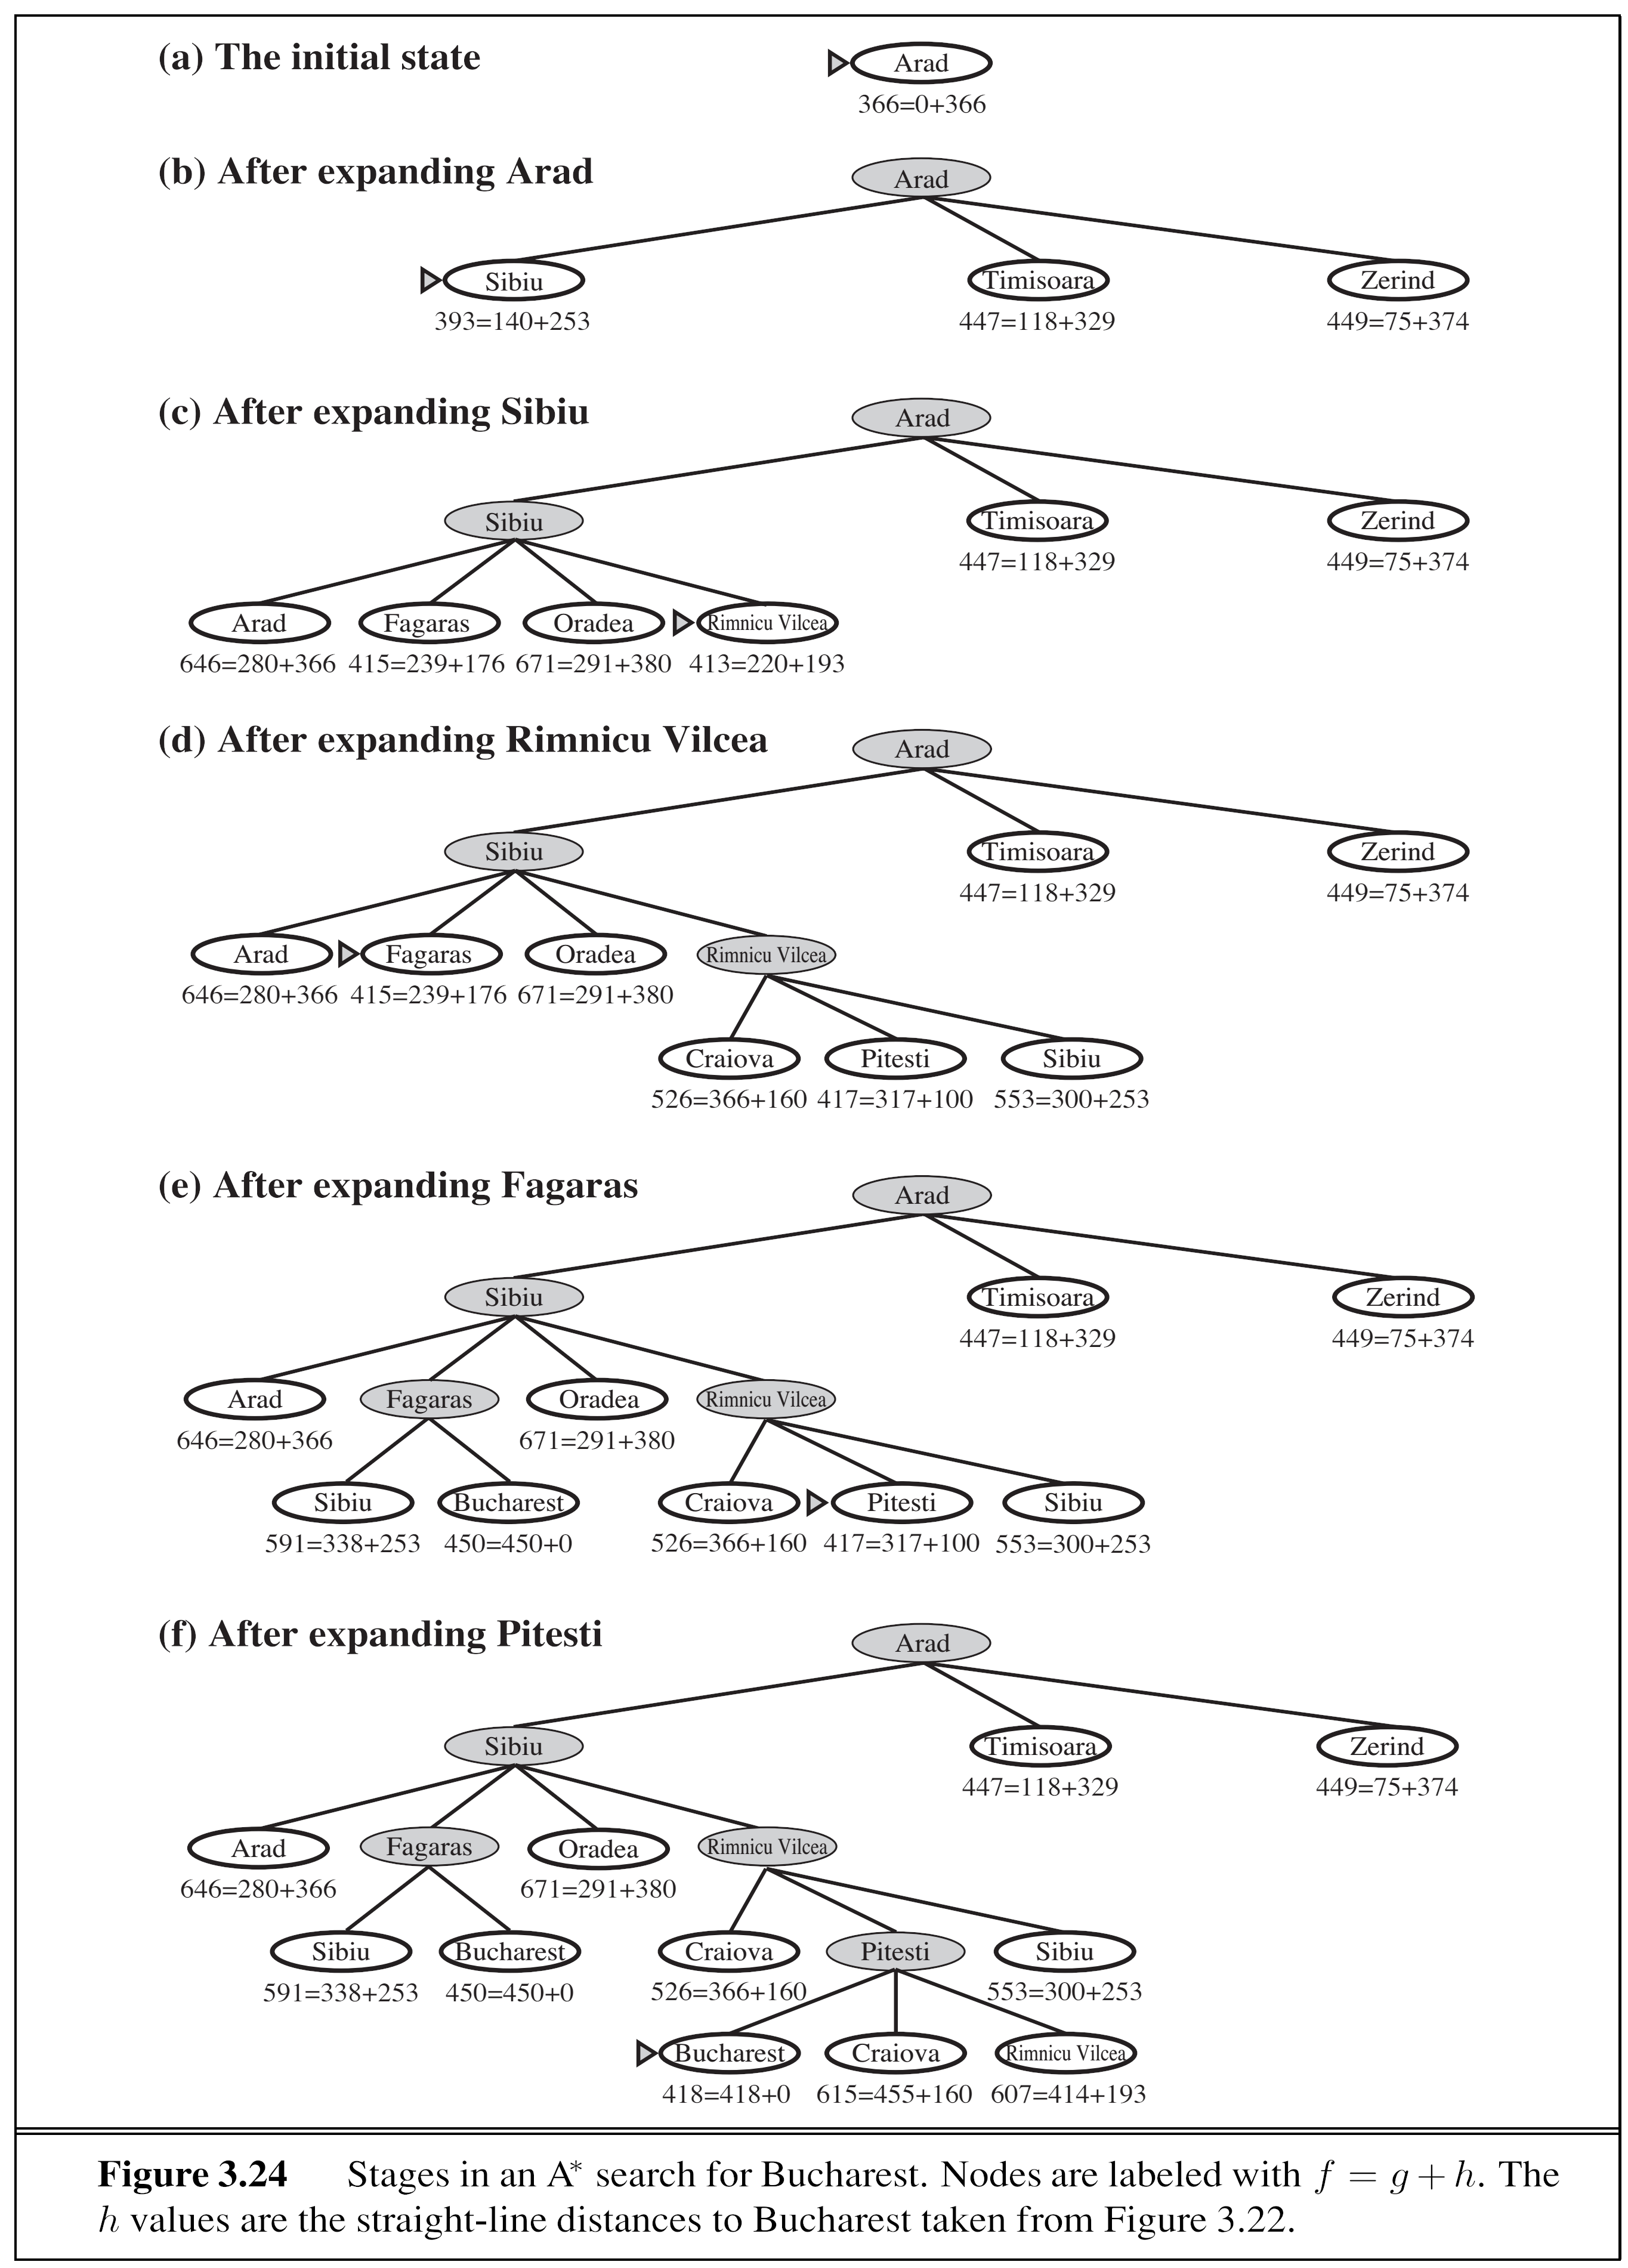 (a) The initial state
Arad
366=0+366
(b) After expanding Arad
Arad
Sibiu Timisoara Zerind
393=140+253 447=118+329 449=75+374
(c) After expanding Sibiu
Arad
Sibiu Timisoara Zerind
447=118+329 449=75+374
Arad Fagaras Oradea Rimnicu Vilcea
646=280+366 415=239+176 671=291+380 413=220+193
(d) After expanding Rimnicu Vilcea
Arad
Sibiu Timisoara Zerind
447=118+329 449=75+374
Arad Fagaras Oradea Rimnicu Vilcea
646=280+366 415=239+176 671=291+380
Craiova Pitesti Sibiu
526=366+160 417=317+100 553=300+253
(e) After expanding Fagaras
Arad
Sibiu Timisoara Zerind
447=118+329 449=75+374
Arad Fagaras Oradea Rimnicu Vilcea
646=280+366 671=291+380
Sibiu Bucharest Craiova Pitesti Sibiu
591=338+253 450=450+0 526=366+160 417=317+100 553=300+253
(f) After expanding Pitesti
Arad
Sibiu Timisoara Zerind
447=118+329 449=75+374
Arad Fagaras Oradea Rimnicu Vilcea
646=280+366 671=291+380
Sibiu Bucharest Craiova Pitesti Sibiu
591=338+253 450=450+0 526=366+160 553=300+253
Bucharest Craiova Rimnicu Vilcea
418=418+0 615=455+160 607=414+193
Figure 3.24 Stages in an A* search for Bucharest. Nodes are labeled with f = g + h. The
h values are the straight-line distances to Bucharest taken from Figure 3.22.